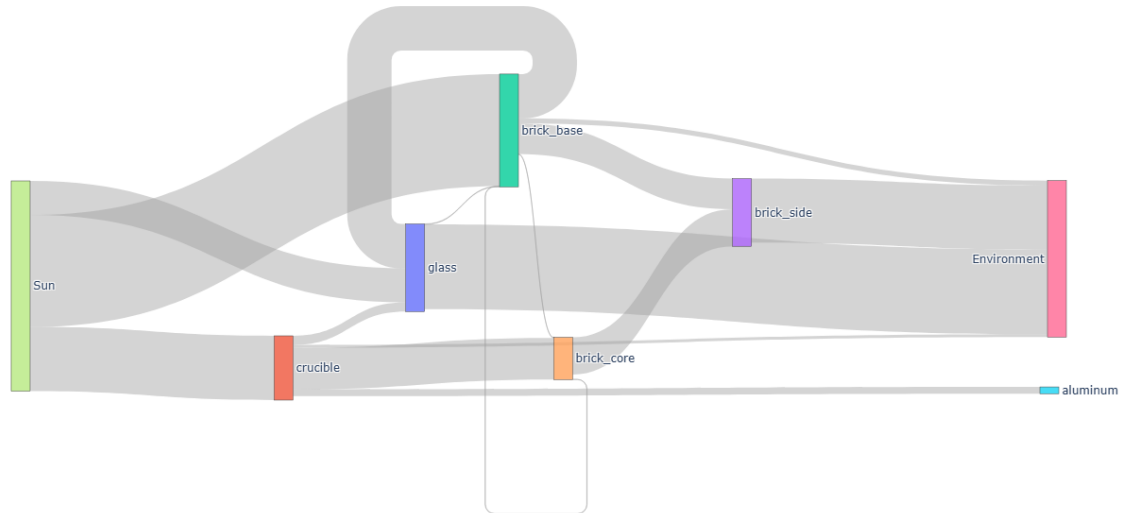 brick_base
brick_side
Environment
glass
Sun
crucible
brick_core
aluminum